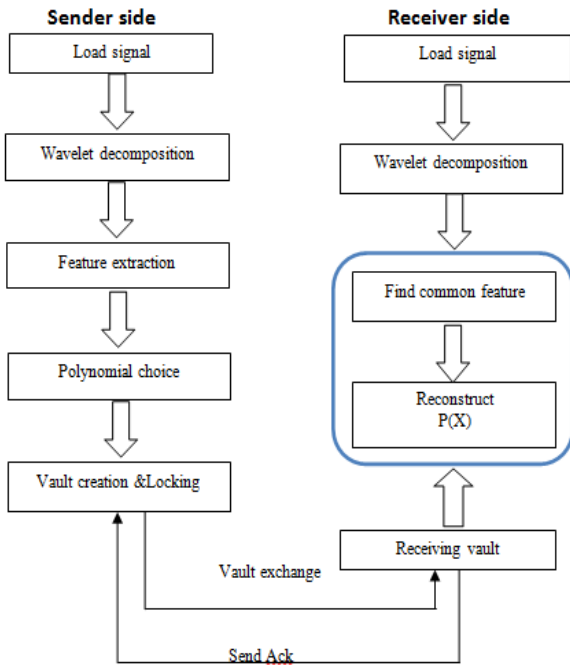 Sender side
Load signal
Wavelet decomposition
Feature extraction
Polynomial choice
Vault creation &Locking
Receiver side
Load signal
Wavelet decomposition
Find common feature
Reconstruct
P(X)
Receiving vault
Vault exchange
Send Ack